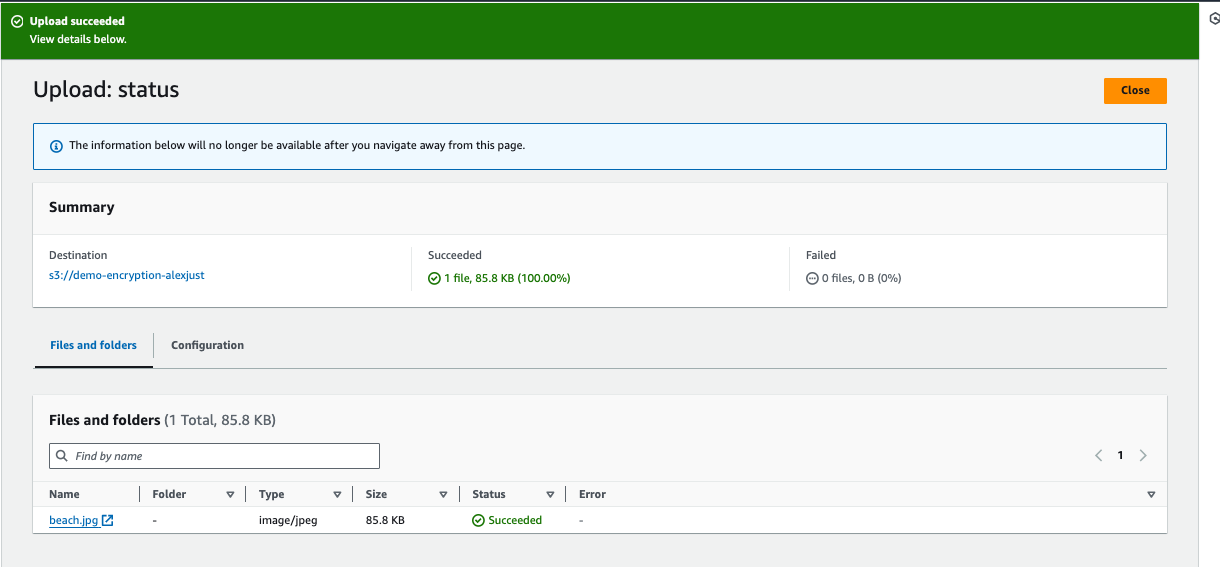 Upload succeeded
View details below.
Upload: status
Close
The information below will no longer be available after you navigate away from this page.
Summary
Destination
s3://demo-encryption-alexjust
Succeeded
1 file, 85.8 KB (100.00%)
Failed
0 files, 0 B (0%)
Files and folders
Configuration
Files and folders (1 Total, 85.8 KB)
Find by name
1
Name Folder Type Size Status Error
beach.jpg - image/jpeg 85.8 KB Succeeded -